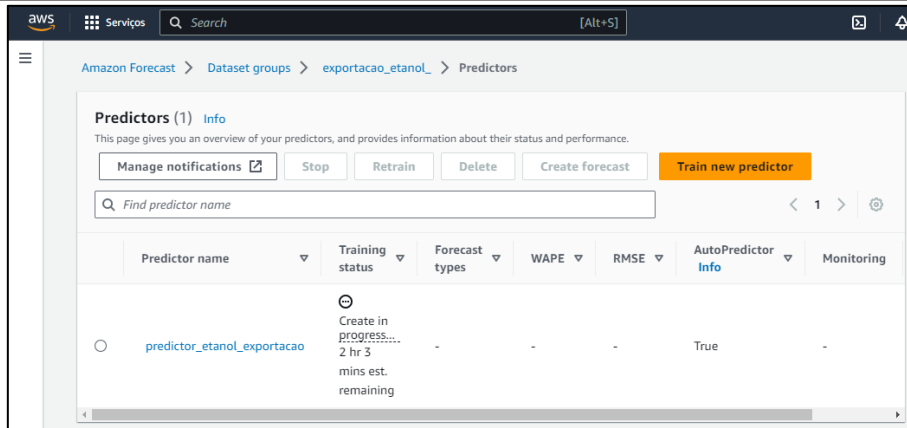 aws Serviços Search [Alt+S]
Amazon Forecast > Dataset groups > exportacao_etanol_ > Predictors
Predictors (1) Info
This page gives you an overview of your predictors, and provides information about their status and performance.
Manage notifications Stop Retrain Delete Create forecast Train new predictor
Find predictor name < 1 >
Predictor name Training status Forecast types WAPE RMSE AutoPredictor Info Monitoring
predictor_etanol_exportacao Create in progress... 2 hr 3 mins est. remaining - - - True -